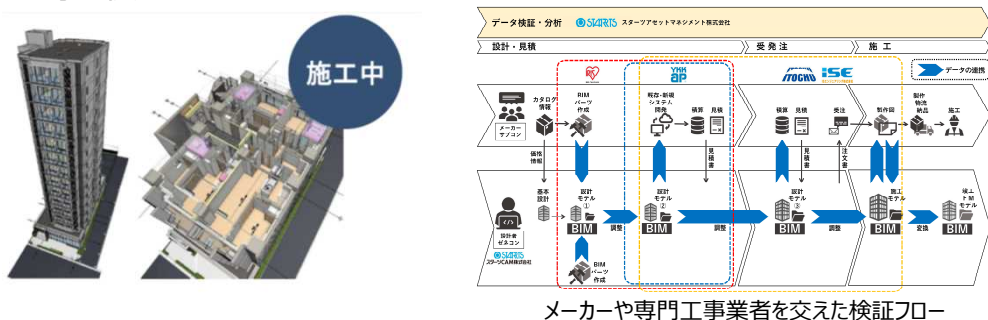 施工中
データ検証・分析 STARTS スターツアセットマネジメント株式会社
設計・見積
受発注
施工
データの連携
YKK
ap
ITOCHU
iSE
メーカー
サブコン
カタログ
情報
BIM
パーツ
作成
既存・新規
システム
開発
積算 見積
積算 見積
受注
製作図
製作
物流
納品
施工
価格
情報
見積書
見積書
注文書
設計者
ゼネコン
STARTS
スターツCAM株式会社
基本
設計
設計
モデル
①
BIM
調整
設計
モデル
②
BIM
調整
設計
モデル
③
BIM
調整
施工
モデル
BIM
変換
竣工
モデル
BIM
BIM
パーツ
作成
メーカーや専門工事業者を交えた検証フロー